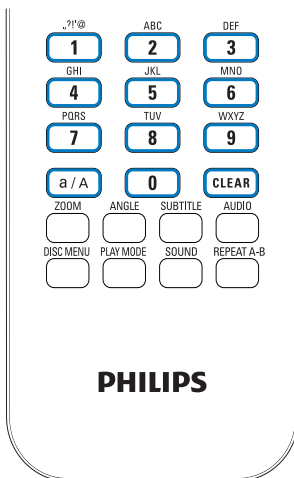 .,?!'@ ABC DEF
1 2 3
GHI JKL MNO
4 5 6
PQRS TUV WXYZ
7 8 9
a / A 0 CLEAR
ZOOM ANGLE SUBTITLE AUDIO
DISC MENU PLAY MODE SOUND REPEAT A-B
PHILIPS